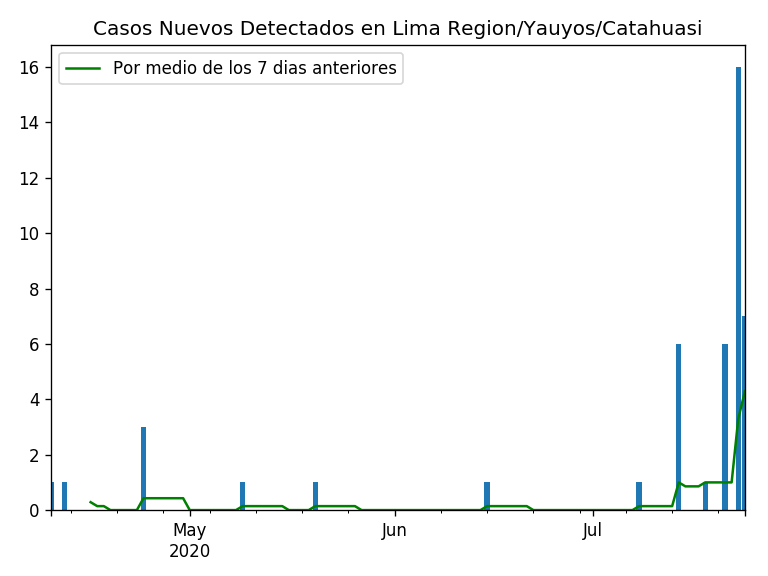 Casos Nuevos Detectados en Lima Region/Yauyos/Catahuasi
Por medio de los 7 dias anteriores
16
14
12
10
8
6
4
2
0
May
2020
Jun
Jul